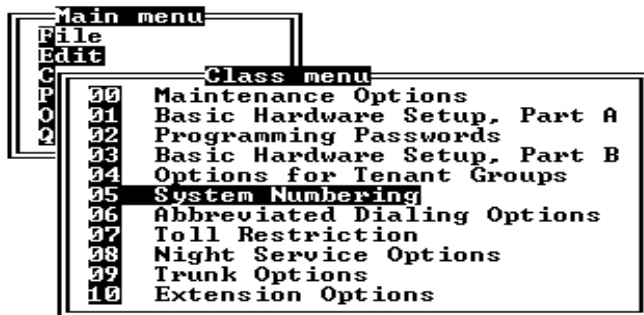 Main menu
File
Edit
C
P
O
Q
Class menu
00 Maintenance Options
01 Basic Hardware Setup, Part A
02 Programming Passwords
03 Basic Hardware Setup, Part B
04 Options for Tenant Groups
05 System Numbering
06 Abbreviated Dialing Options
07 Toll Restriction
08 Night Service Options
09 Trunk Options
10 Extension Options